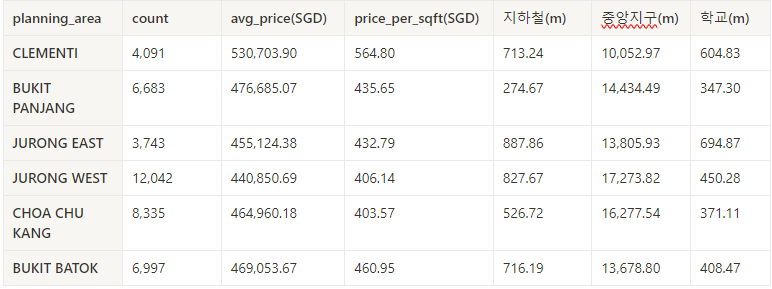 planning_area count avg_price(SGD) price_per_sqft(SGD) 지하철(m) 중앙지구(m) 학교(m)
CLEMENTI 4,091 530,703.90 564.80 713.24 10,052.97 604.83
BUKIT PANJANG 6,683 476,685.07 435.65 274.67 14,434.49 347.30
JURONG EAST 3,743 455,124.38 432.79 887.86 13,805.93 694.87
JURONG WEST 12,042 440,850.69 406.14 827.67 17,273.82 450.28
CHOA CHU KANG 8,335 464,960.18 403.57 526.72 16,277.54 371.11
BUKIT BATOK 6,997 469,053.67 460.95 716.19 13,678.80 408.47